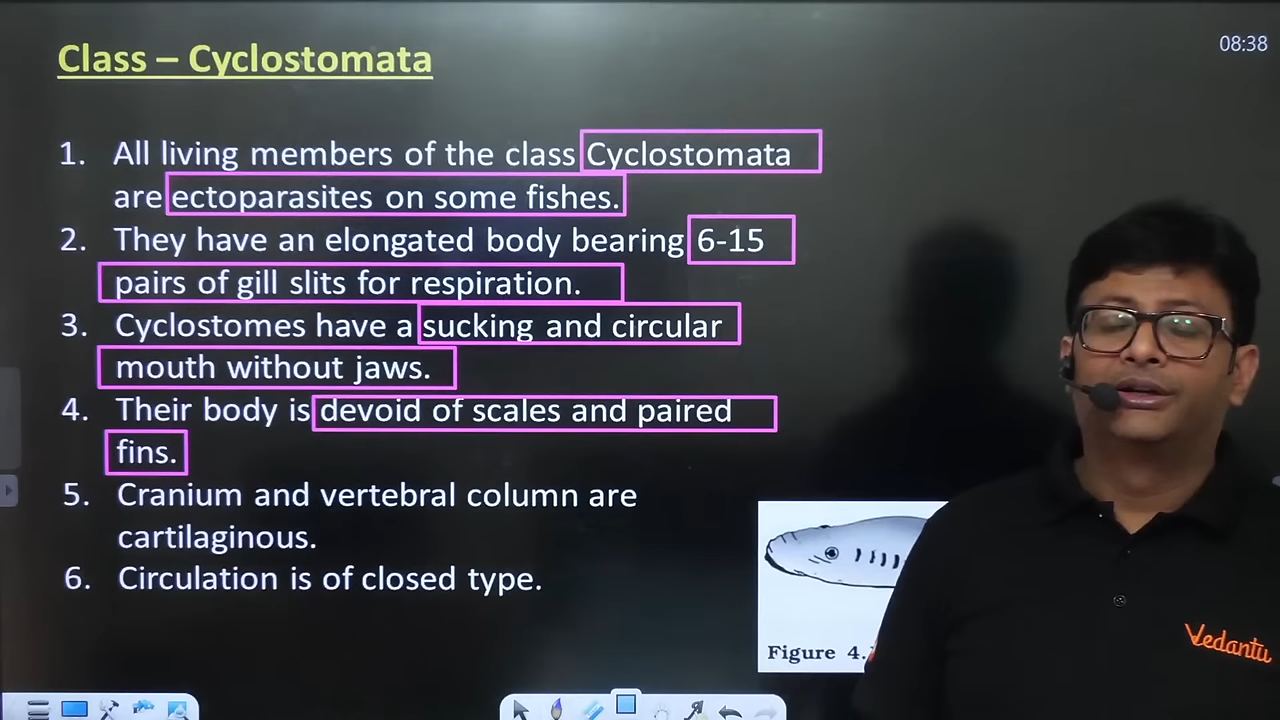 Class – Cyclostomata
08:38
1. All living members of the class Cyclostomata
are ectoparasites on some fishes.
2. They have an elongated body bearing 6-15
pairs of gill slits for respiration.
3. Cyclostomes have a sucking and circular
mouth without jaws.
4. Their body is devoid of scales and paired
fins.
5. Cranium and vertebral column are
cartilaginous.
6. Circulation is of closed type.
Figure 4.
Vedantu